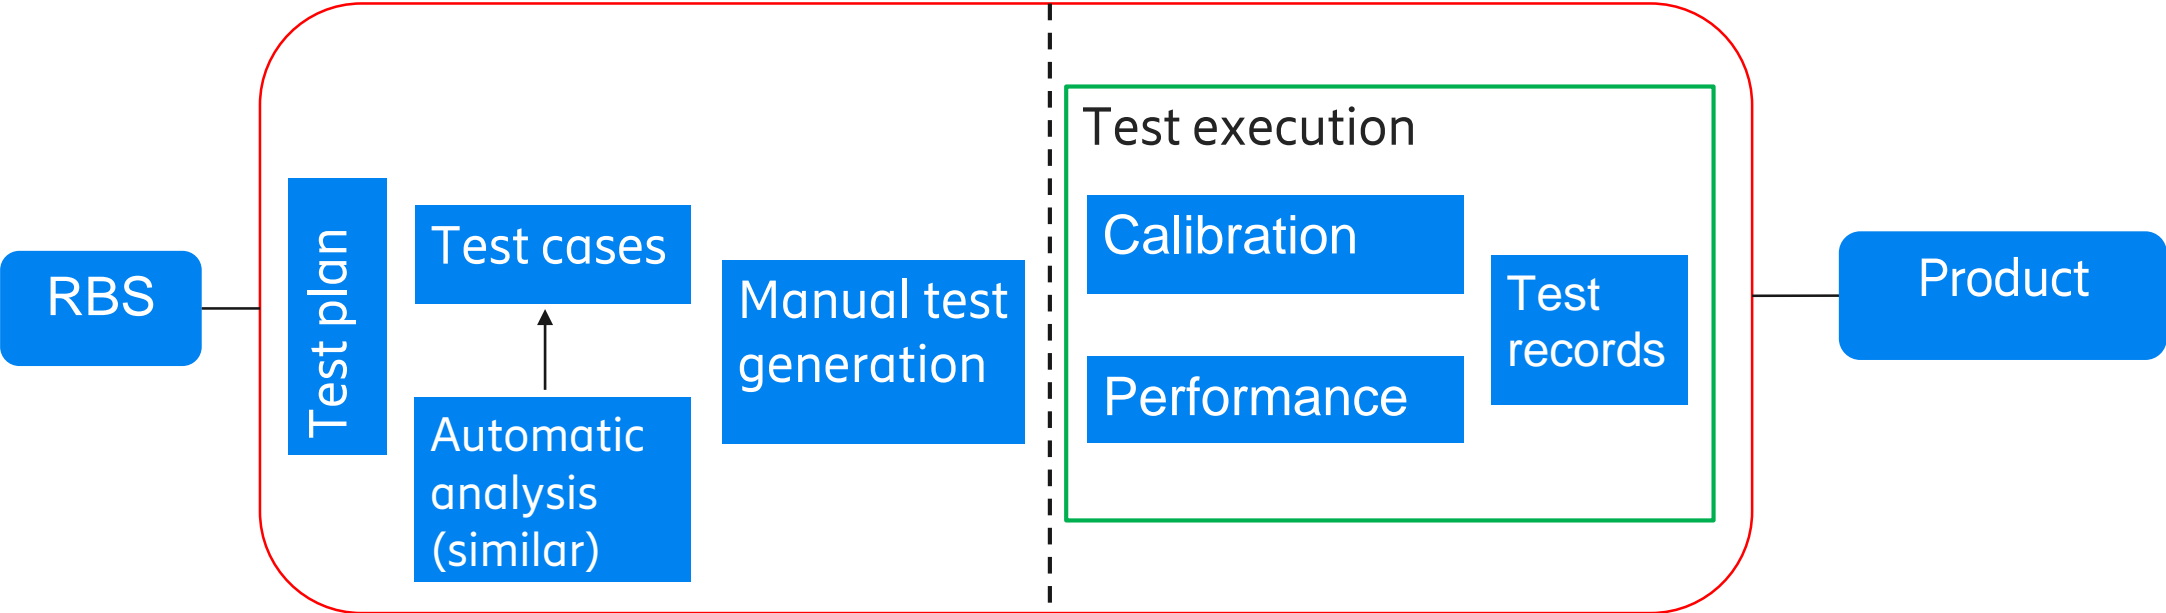 RBS
Test plan
Test cases
Automatic
analysis
(similar)
Manual test
generation
Test execution
Calibration
Performance
Test
records
Product